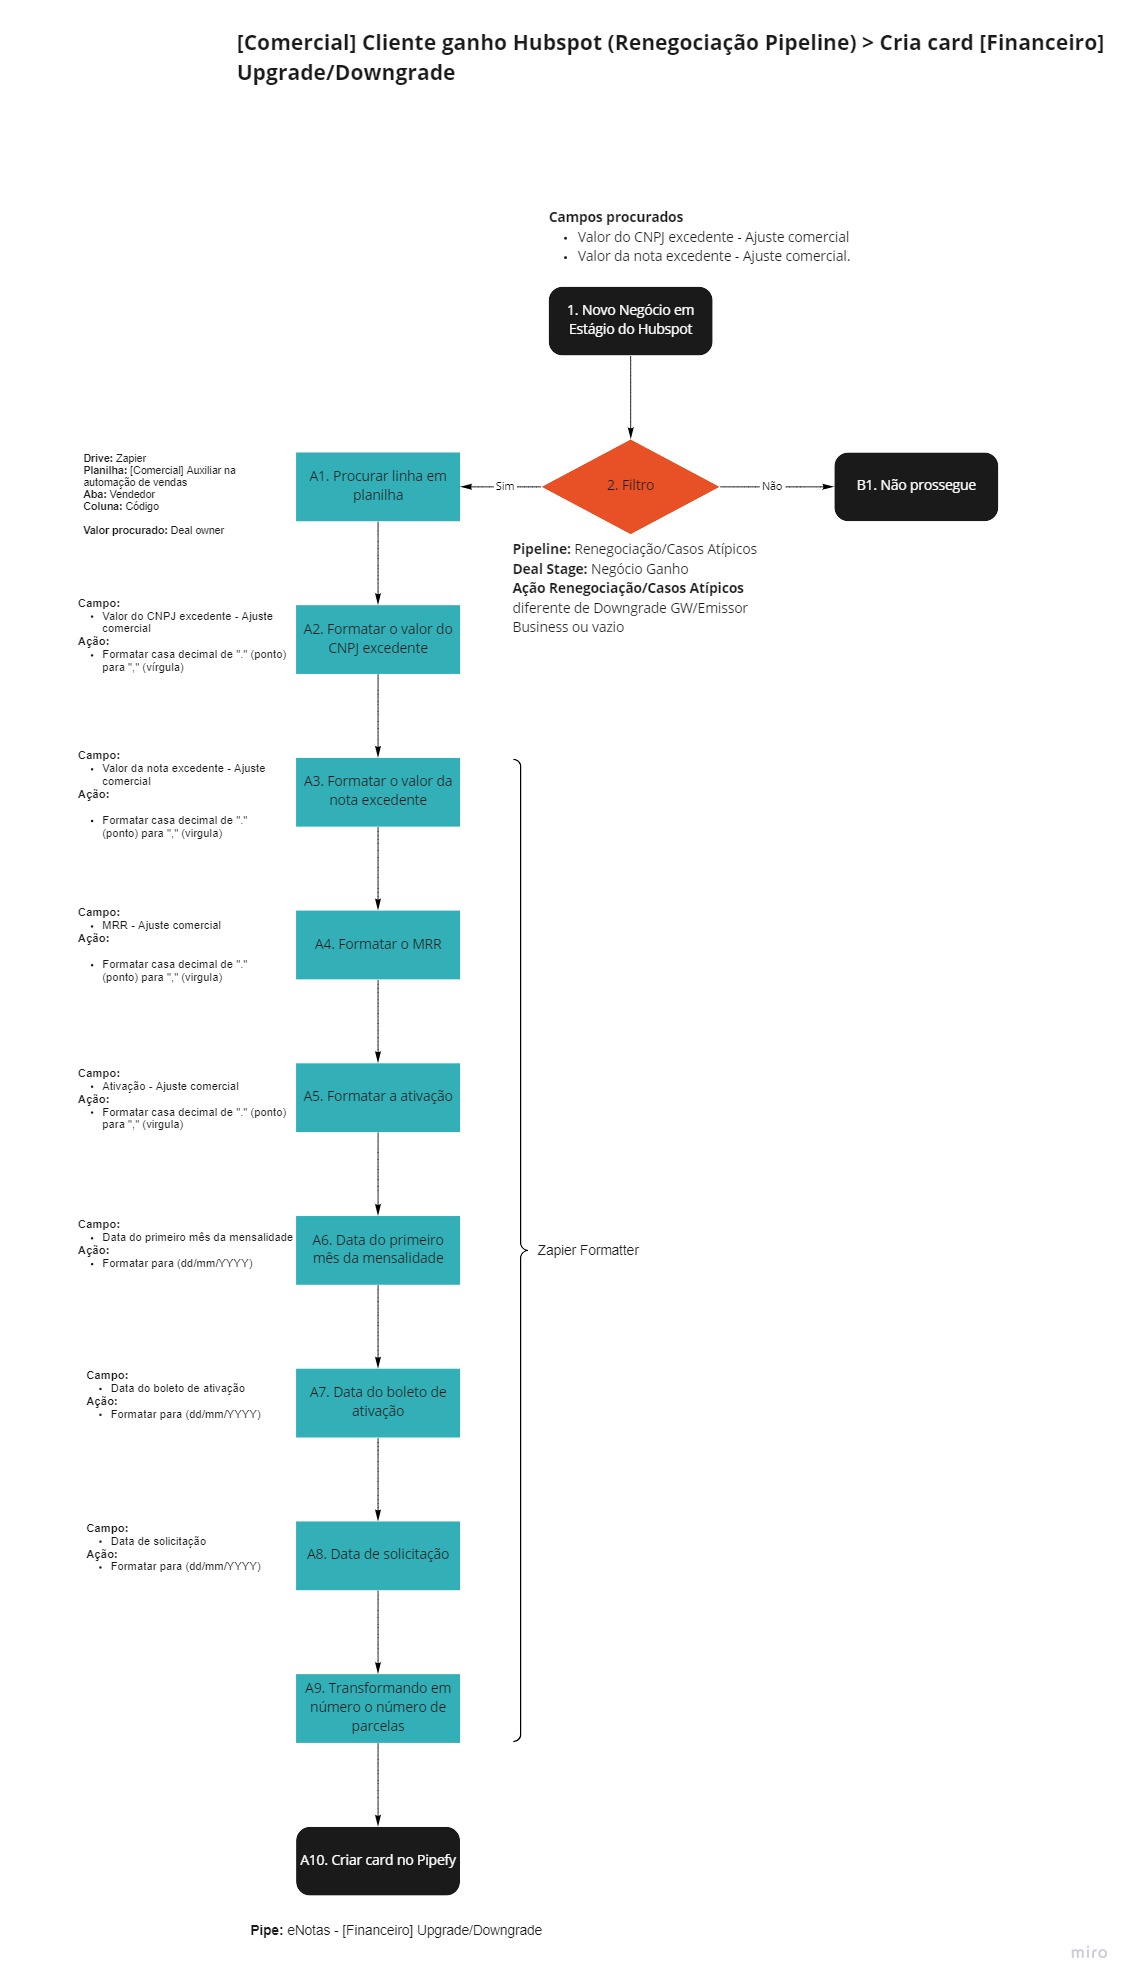 [Comercial] Cliente ganho Hubspot (Renegociação Pipeline) > Cria card [Financeiro]
Upgrade/Downgrade
Campos procurados
• Valor do CNPJ excedente - Ajuste comercial
• Valor da nota excedente - Ajuste comercial.
1. Novo Negócio em
Estágio do Hubspot
Drive: Zapier
Planilha: [Comercial] Auxiliar na
automação de vendas
Aba: Vendedor
Coluna: Código
Valor procurado: Deal owner
A1. Procurar linha em
planilha
Sim
2. Filtro
Não
B1. Não prossegue
Pipeline: Renegociação/Casos Atípicos
Deal Stage: Negócio Ganho
Ação Renegociação/Casos Atípicos
diferente de Downgrade GW/Emissor
Business ou vazio
Campo:
• Valor do CNPJ excedente - Ajuste
comercial
Ação:
• Formatar casa decimal de "." (ponto)
para "," (vírgula)
A2. Formatar o valor do
CNPJ excedente
Campo:
• Valor da nota excedente - Ajuste
comercial
Ação:
• Formatar casa decimal de "."
(ponto) para "," (virgula)
A3. Formatar o valor da
nota excedente
Campo:
• MRR - Ajuste comercial
Ação:
• Formatar casa decimal de "."
(ponto) para "," (virgula)
A4. Formatar o MRR
Campo:
• Ativação - Ajuste comercial
Ação:
• Formatar casa decimal de "." (ponto)
para "," (virgula)
A5. Formatar a ativação
Campo:
• Data do primeiro mês da mensalidade
Ação:
• Formatar para (dd/mm/YYYY)
A6. Data do primeiro
mês da mensalidade
Zapier Formatter
Campo:
• Data do boleto de ativação
Ação:
• Formatar para (dd/mm/YYYY)
A7. Data do boleto de
ativação
Campo:
• Data de solicitação
Ação:
• Formatar para (dd/mm/YYYY)
A8. Data de solicitação
A9. Transformando em
número o número de
parcelas
A10. Criar card no Pipefy
Pipe: eNotas - [Financeiro] Upgrade/Downgrade
miro